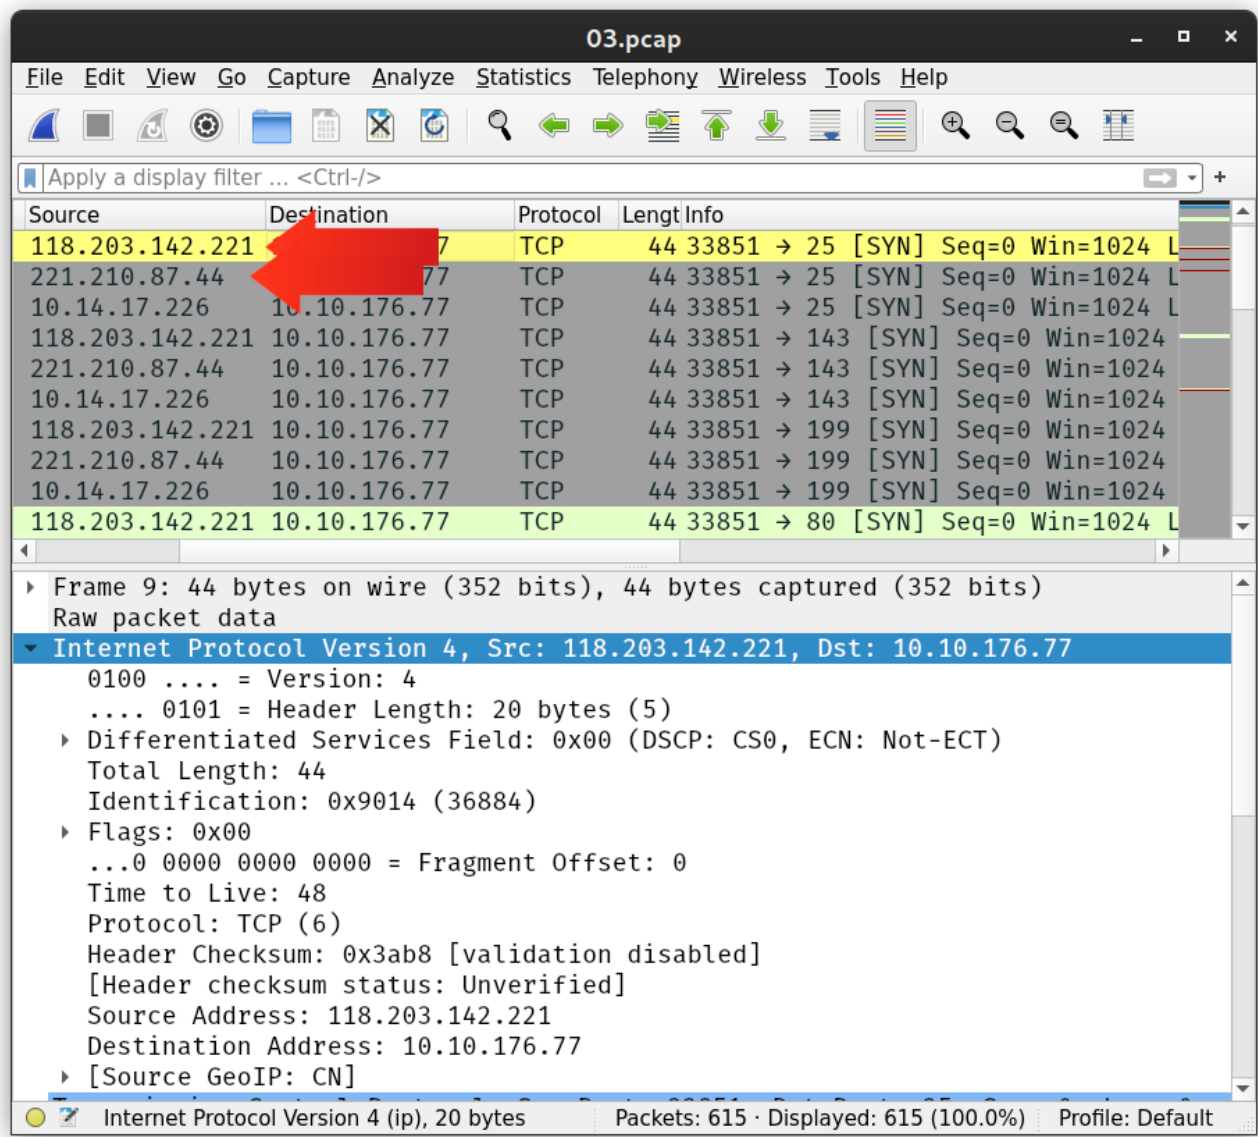 03.pcap
File Edit View Go Capture Analyze Statistics Telephony Wireless Tools Help
Apply a display filter ... <Ctrl-/>
Source Destination Protocol Lengt Info
118.203.142.221 7 TCP 44 33851 → 25 [SYN] Seq=0 Win=1024 L
221.210.87.44 77 TCP 44 33851 → 25 [SYN] Seq=0 Win=1024 L
10.14.17.226 10.10.176.77 TCP 44 33851 → 25 [SYN] Seq=0 Win=1024 L
118.203.142.221 10.10.176.77 TCP 44 33851 → 143 [SYN] Seq=0 Win=1024
221.210.87.44 10.10.176.77 TCP 44 33851 → 143 [SYN] Seq=0 Win=1024
10.14.17.226 10.10.176.77 TCP 44 33851 → 143 [SYN] Seq=0 Win=1024
118.203.142.221 10.10.176.77 TCP 44 33851 → 199 [SYN] Seq=0 Win=1024
221.210.87.44 10.10.176.77 TCP 44 33851 → 199 [SYN] Seq=0 Win=1024
10.14.17.226 10.10.176.77 TCP 44 33851 → 199 [SYN] Seq=0 Win=1024
118.203.142.221 10.10.176.77 TCP 44 33851 → 80 [SYN] Seq=0 Win=1024 L
Frame 9: 44 bytes on wire (352 bits), 44 bytes captured (352 bits)
Raw packet data
Internet Protocol Version 4, Src: 118.203.142.221, Dst: 10.10.176.77
0100 .... = Version: 4
.... 0101 = Header Length: 20 bytes (5)
Differentiated Services Field: 0x00 (DSCP: CS0, ECN: Not-ECT)
Total Length: 44
Identification: 0x9014 (36884)
Flags: 0x00
...0 0000 0000 0000 = Fragment Offset: 0
Time to Live: 48
Protocol: TCP (6)
Header Checksum: 0x3ab8 [validation disabled]
[Header checksum status: Unverified]
Source Address: 118.203.142.221
Destination Address: 10.10.176.77
[Source GeoIP: CN]
Internet Protocol Version 4 (ip), 20 bytes Packets: 615 · Displayed: 615 (100.0%) Profile: Default